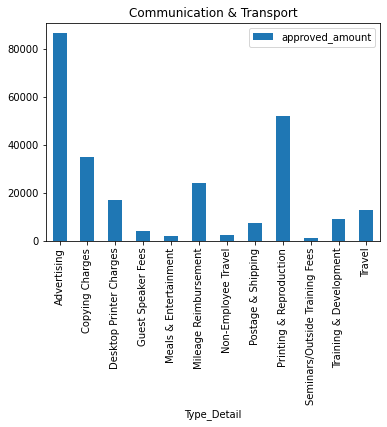 Communication & Transport
approved_amount
80000
60000
40000
20000
0
Advertising
Copying Charges
Desktop Printer Charges
Guest Speaker Fees
Meals & Entertainment
Mileage Reimbursement
Non-Employee Travel
Postage & Shipping
Printing & Reproduction
Seminars/Outside Training Fees
Training & Development
Travel
Type_Detail